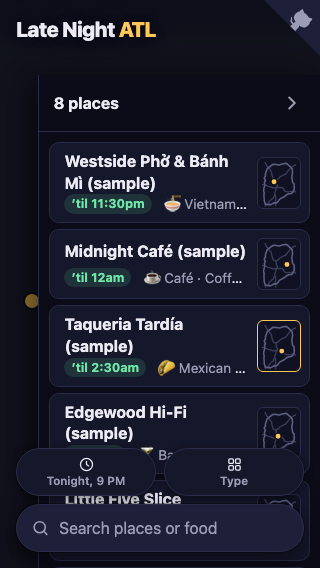 Late Night ATL
8 places
Westside Phở & Bánh
Mì (sample)
’til 11:30pm
Vietnam…
Midnight Café (sample)
’til 12am
Café · Coff…
Taqueria Tardía
(sample)
’til 2:30am
Mexican …
Edgewood Hi-Fi
(sample)
Ba
Tonight, 9 PM
Type
Little Five Slice
Search places or food